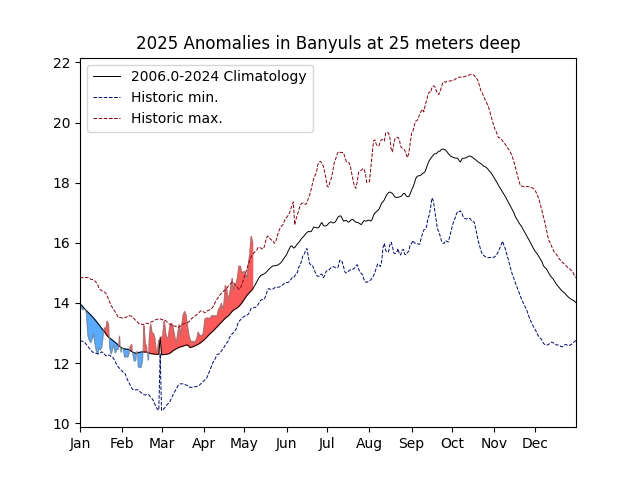 2025 Anomalies in Banyuls at 25 meters deep
2006.0-2024 Climatology
Historic min.
Historic max.
22
20
18
16
14
12
10
Jan Feb Mar Apr May Jun Jul Aug Sep Oct Nov Dec